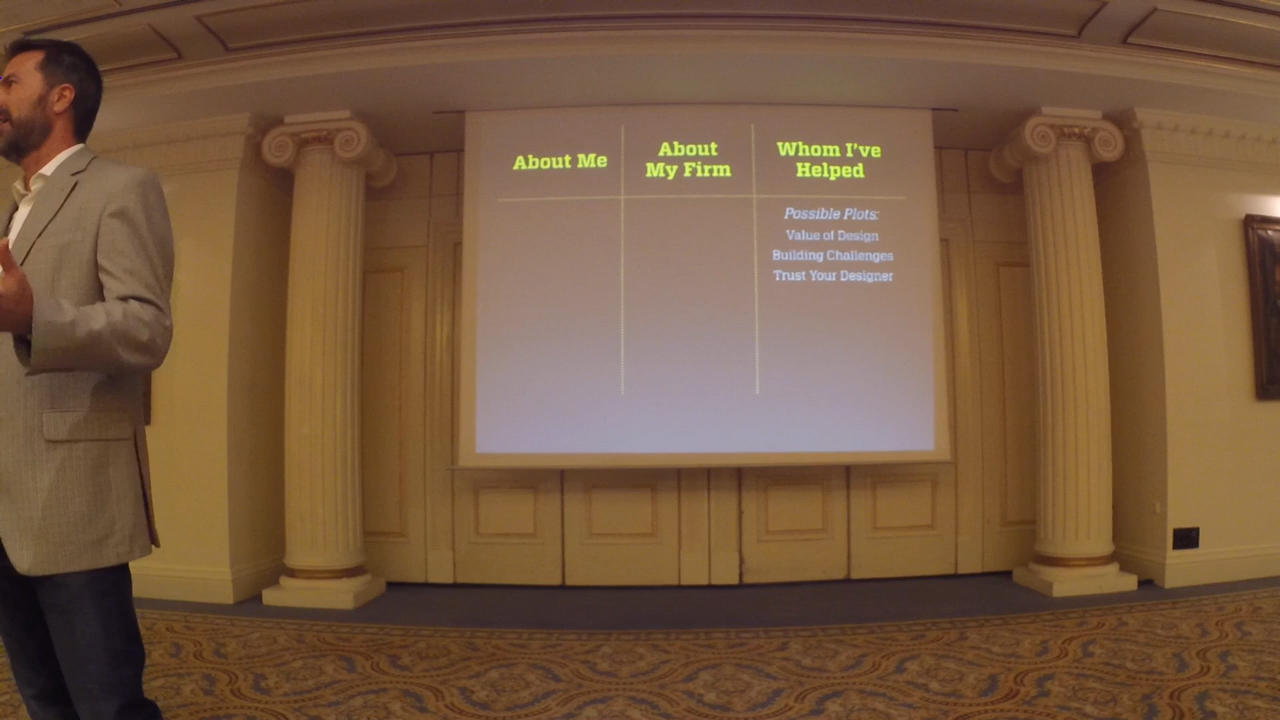 About Me
About
My Firm
Whom I've
Helped
Possible Plots:
Value of Design
Building Challenges
Trust Your Designer